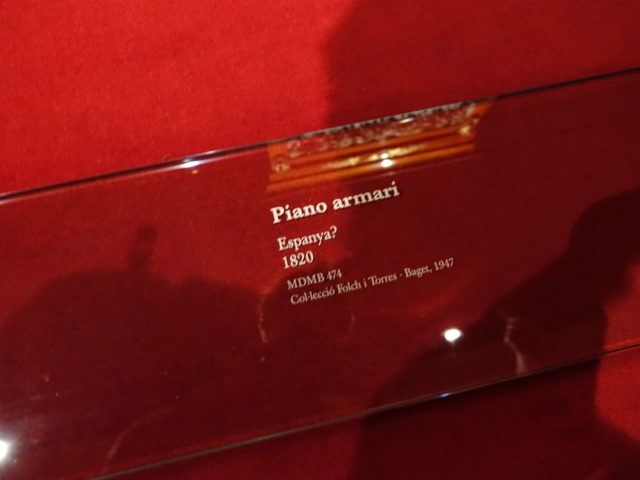 Piano armari
Espanya?
1820
MDMB 474
Col·lecció Folch i Torres - Baget, 1947